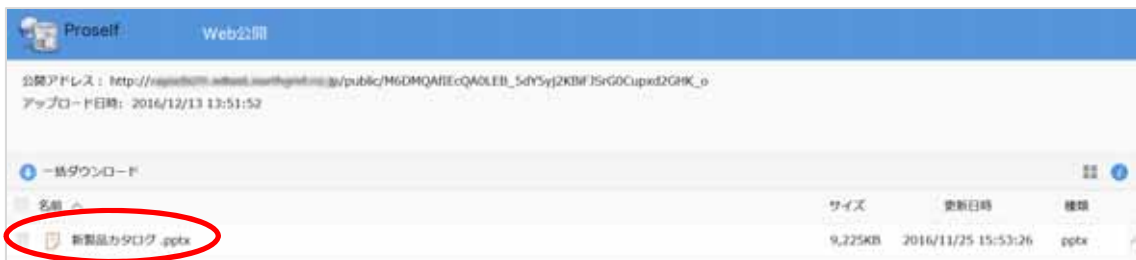 Proself Web公開
公開アドレス: http:///public/
アップロード日時: 2016/12/13 13:51:52
一括ダウンロード
名前 サイズ 更新日時 種類
新製品カタログ.pptx 9,225KB 2016/11/25 15:53:26 pptx